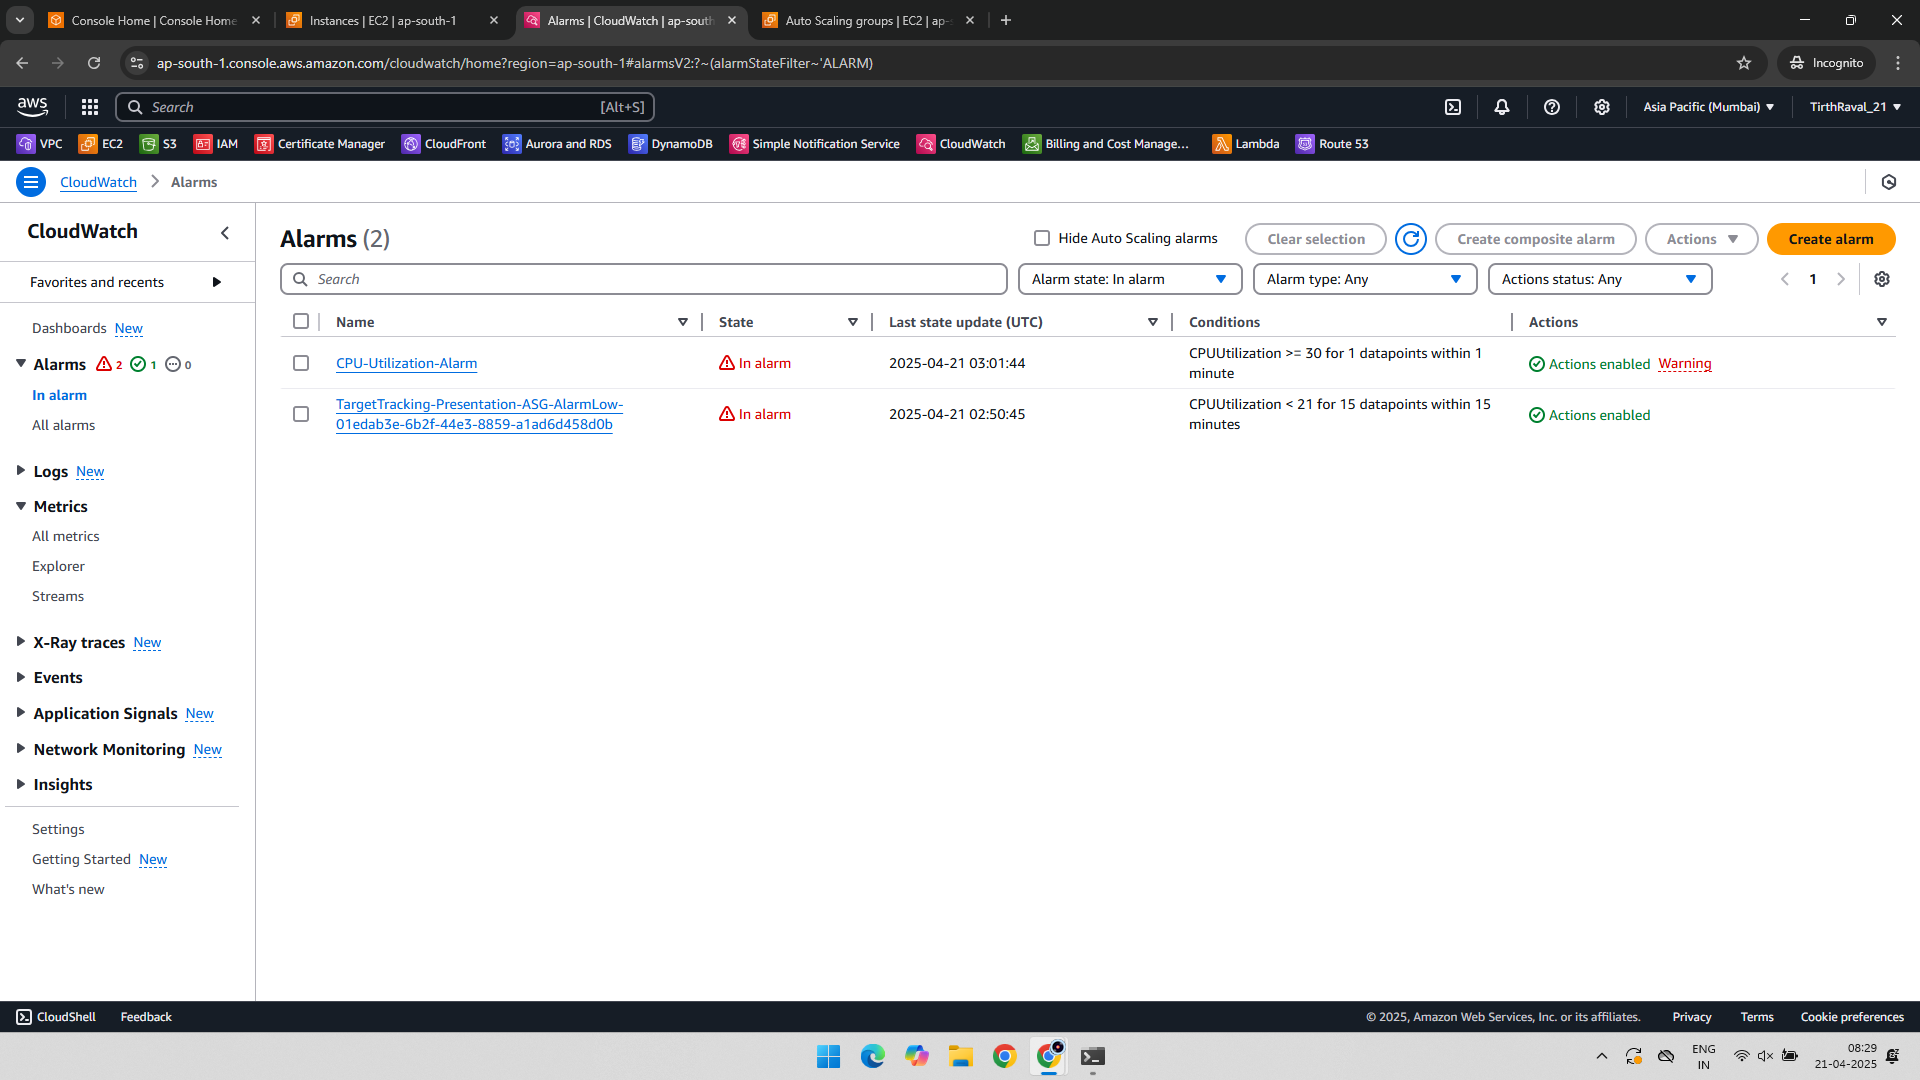 Console Home | Console Home
Instances | EC2 | ap-south-1
Alarms | CloudWatch | ap-south
Auto Scaling groups | EC2 | ap-s
ap-south-1.console.aws.amazon.com/cloudwatch/home?region=ap-south-1#alarmsV2:?~(alarmStateFilter~'ALARM)
Incognito
aws
Search
[Alt+S]
Asia Pacific (Mumbai)
TirthRaval_21
VPC
EC2
S3
IAM
Certificate Manager
CloudFront
Aurora and RDS
DynamoDB
Simple Notification Service
CloudWatch
Billing and Cost Manage...
Lambda
Route 53
CloudWatch
Alarms
CloudWatch
Favorites and recents
Dashboards New
Alarms 2 1 0
In alarm
All alarms
Logs New
Metrics
All metrics
Explorer
Streams
X-Ray traces New
Events
Application Signals New
Network Monitoring New
Insights
Settings
Getting Started New
What's new
Alarms (2)
Hide Auto Scaling alarms
Clear selection
Create composite alarm
Actions
Create alarm
Search
Alarm state: In alarm
Alarm type: Any
Actions status: Any
1
Name
State
Last state update (UTC)
Conditions
Actions
CPU-Utilization-Alarm
In alarm
2025-04-21 03:01:44
CPUUtilization >= 30 for 1 datapoints within 1
minute
Actions enabled Warning
TargetTracking-Presentation-ASG-AlarmLow-
01edab3e-6b2f-44e3-8859-a1ad6d458d0b
In alarm
2025-04-21 02:50:45
CPUUtilization < 21 for 15 datapoints within 15
minutes
Actions enabled
CloudShell
Feedback
© 2025, Amazon Web Services, Inc. or its affiliates.
Privacy
Terms
Cookie preferences
ENG
IN
08:29
21-04-2025